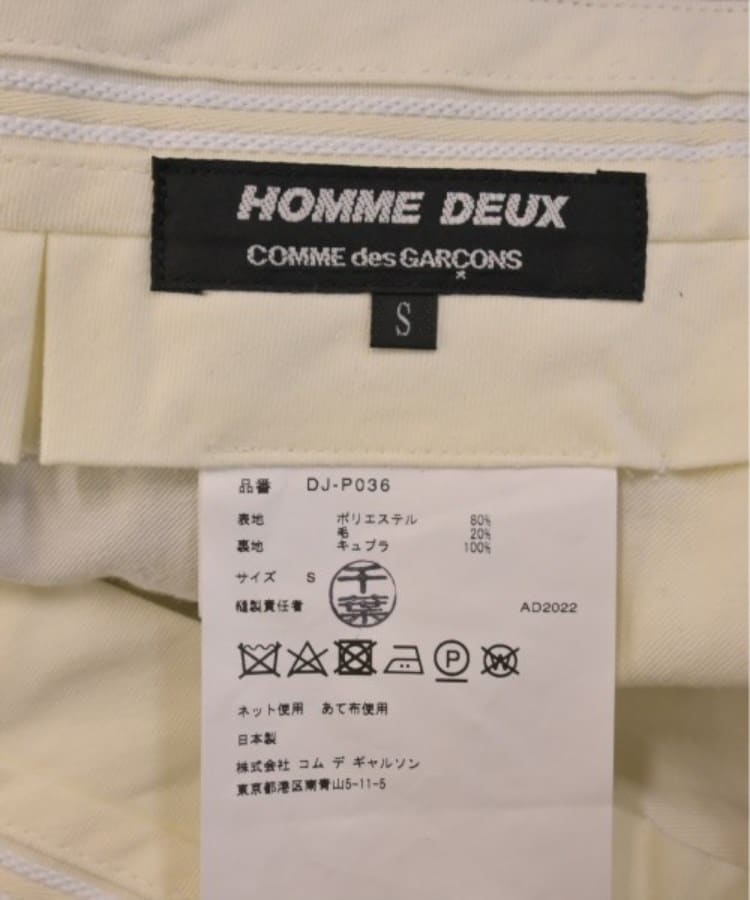 HOMME DEUX
COMME des GARÇONS
S
品番 DJ-P036
表地 ポリエステル 80%
毛 20%
裏地 キュプラ 100%
サイズ S
千葉
縫製責任者 AD2022
P W
ネット使用 あて布使用
日本製
株式会社 コム デ ギャルソン
東京都港区南青山5-11-5